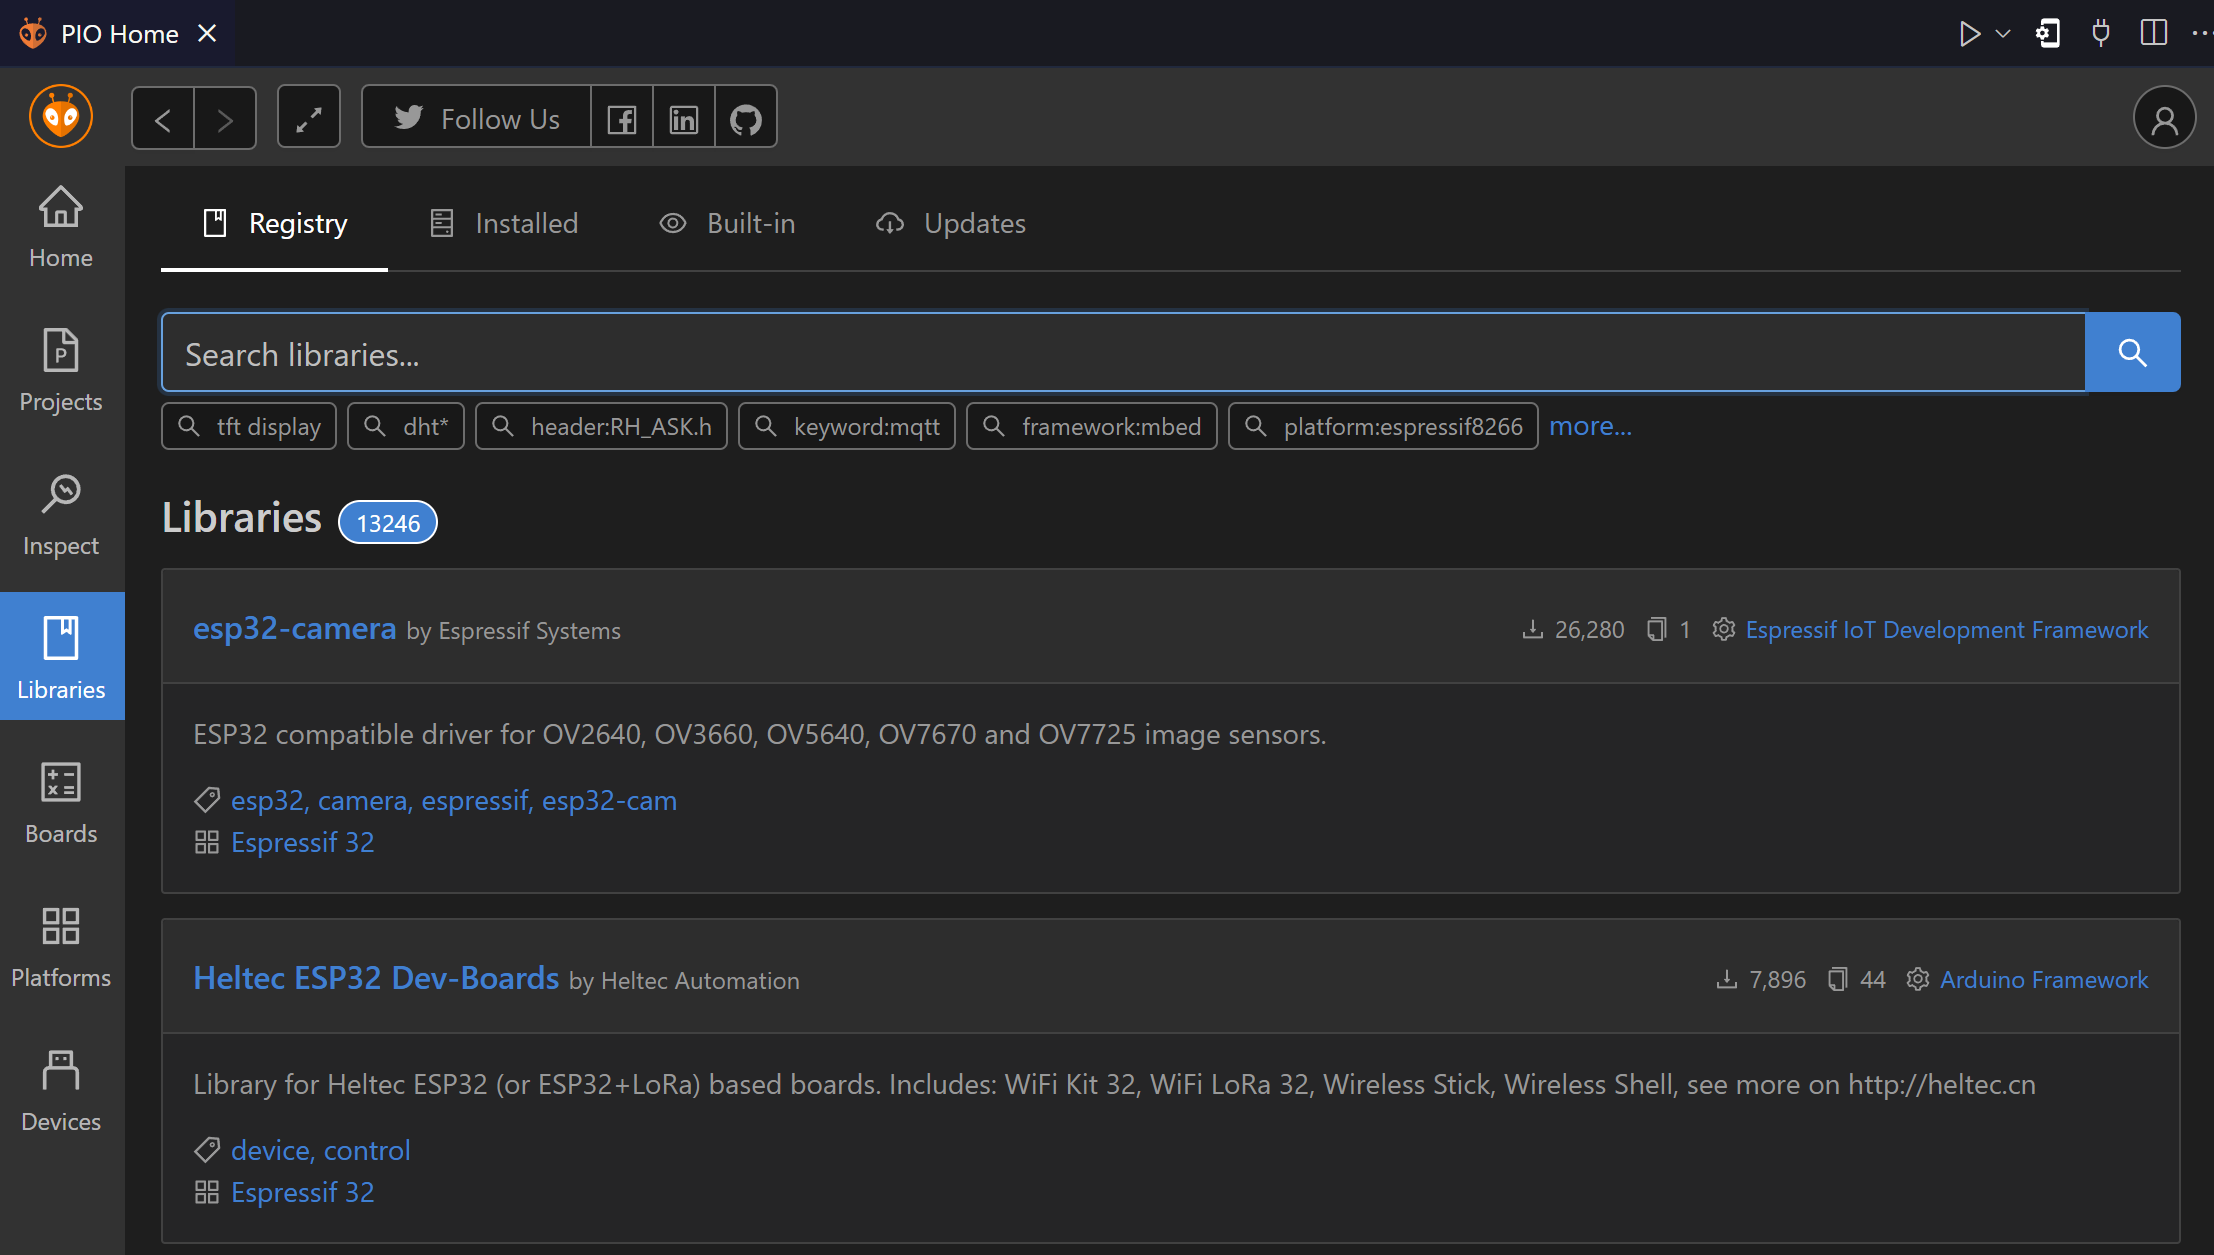 PIO Home
Follow Us
Home
Projects
Inspect
Libraries
Boards
Platforms
Devices
Registry Installed Built-in Updates
Search libraries...
tft display dht* header:RH_ASK.h keyword:mqtt framework:mbed platform:espressif8266 more...
Libraries 13246
esp32-camera by Espressif Systems 26,280 1 Espressif IoT Development Framework
ESP32 compatible driver for OV2640, OV3660, OV5640, OV7670 and OV7725 image sensors.
esp32, camera, espressif, esp32-cam
Espressif 32
Heltec ESP32 Dev-Boards by Heltec Automation 7,896 44 Arduino Framework
Library for Heltec ESP32 (or ESP32+LoRa) based boards. Includes: WiFi Kit 32, WiFi LoRa 32, Wireless Stick, Wireless Shell, see more on http://heltec.cn
device, control
Espressif 32